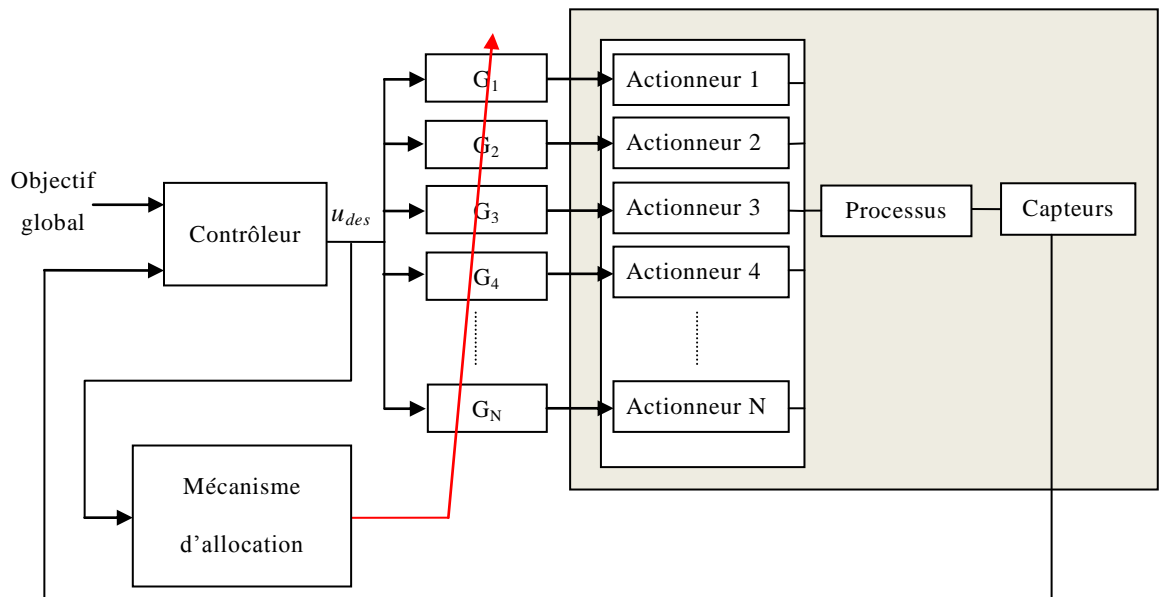 Objectif
global
Contrôleur
u_des
G₁
G₂
G₃
G₄
G_N
Actionneur 1
Actionneur 2
Actionneur 3
Actionneur 4
Actionneur N
Processus
Capteurs
Mécanisme
d’allocation